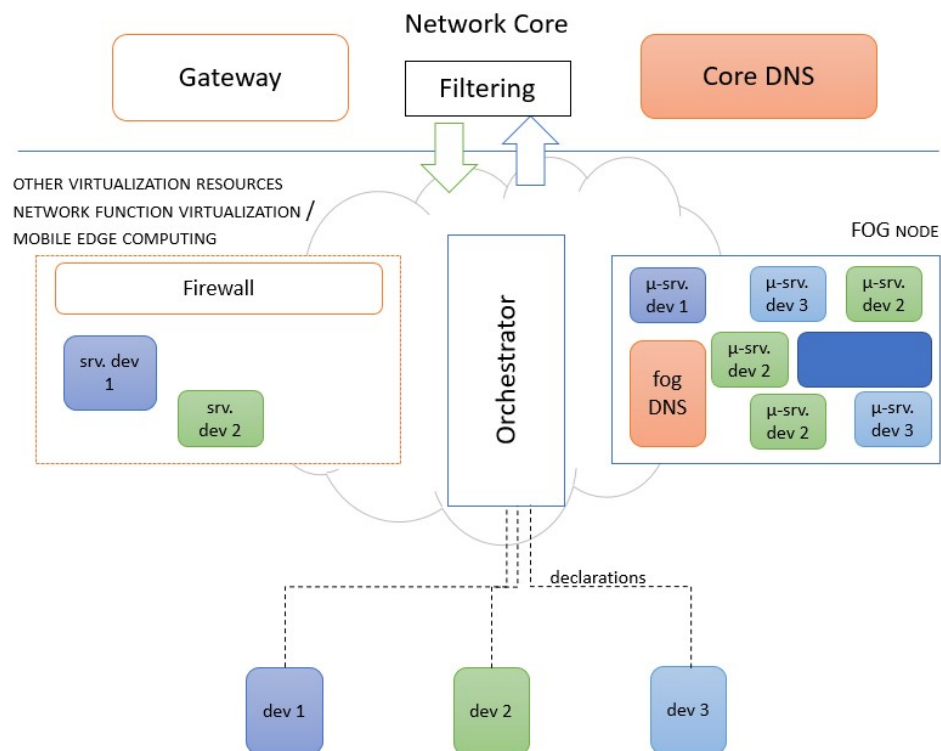 Network Core
Gateway
Filtering
Core DNS
OTHER VIRTUALIZATION RESOURCES
NETWORK FUNCTION VIRTUALIZATION /
MOBILE EDGE COMPUTING
FOG NODE
Firewall
srv. dev
1
srv.
dev 2
Orchestrator
μ-srv.
dev 1
μ-srv.
dev 3
μ-srv.
dev 2
fog
DNS
μ-srv.
dev 2
μ-srv.
dev 2
μ-srv.
dev 3
declarations
dev 1
dev 2
dev 3